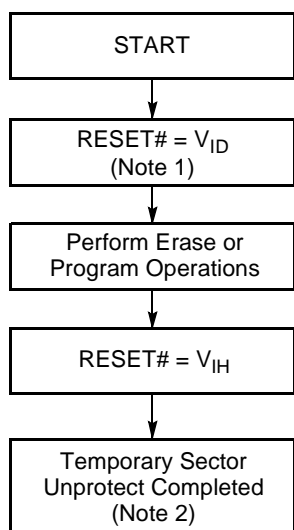 START
RESET# = VID
(Note 1)
Perform Erase or
Program Operations
RESET# = VIH
Temporary Sector
Unprotect Completed
(Note 2)